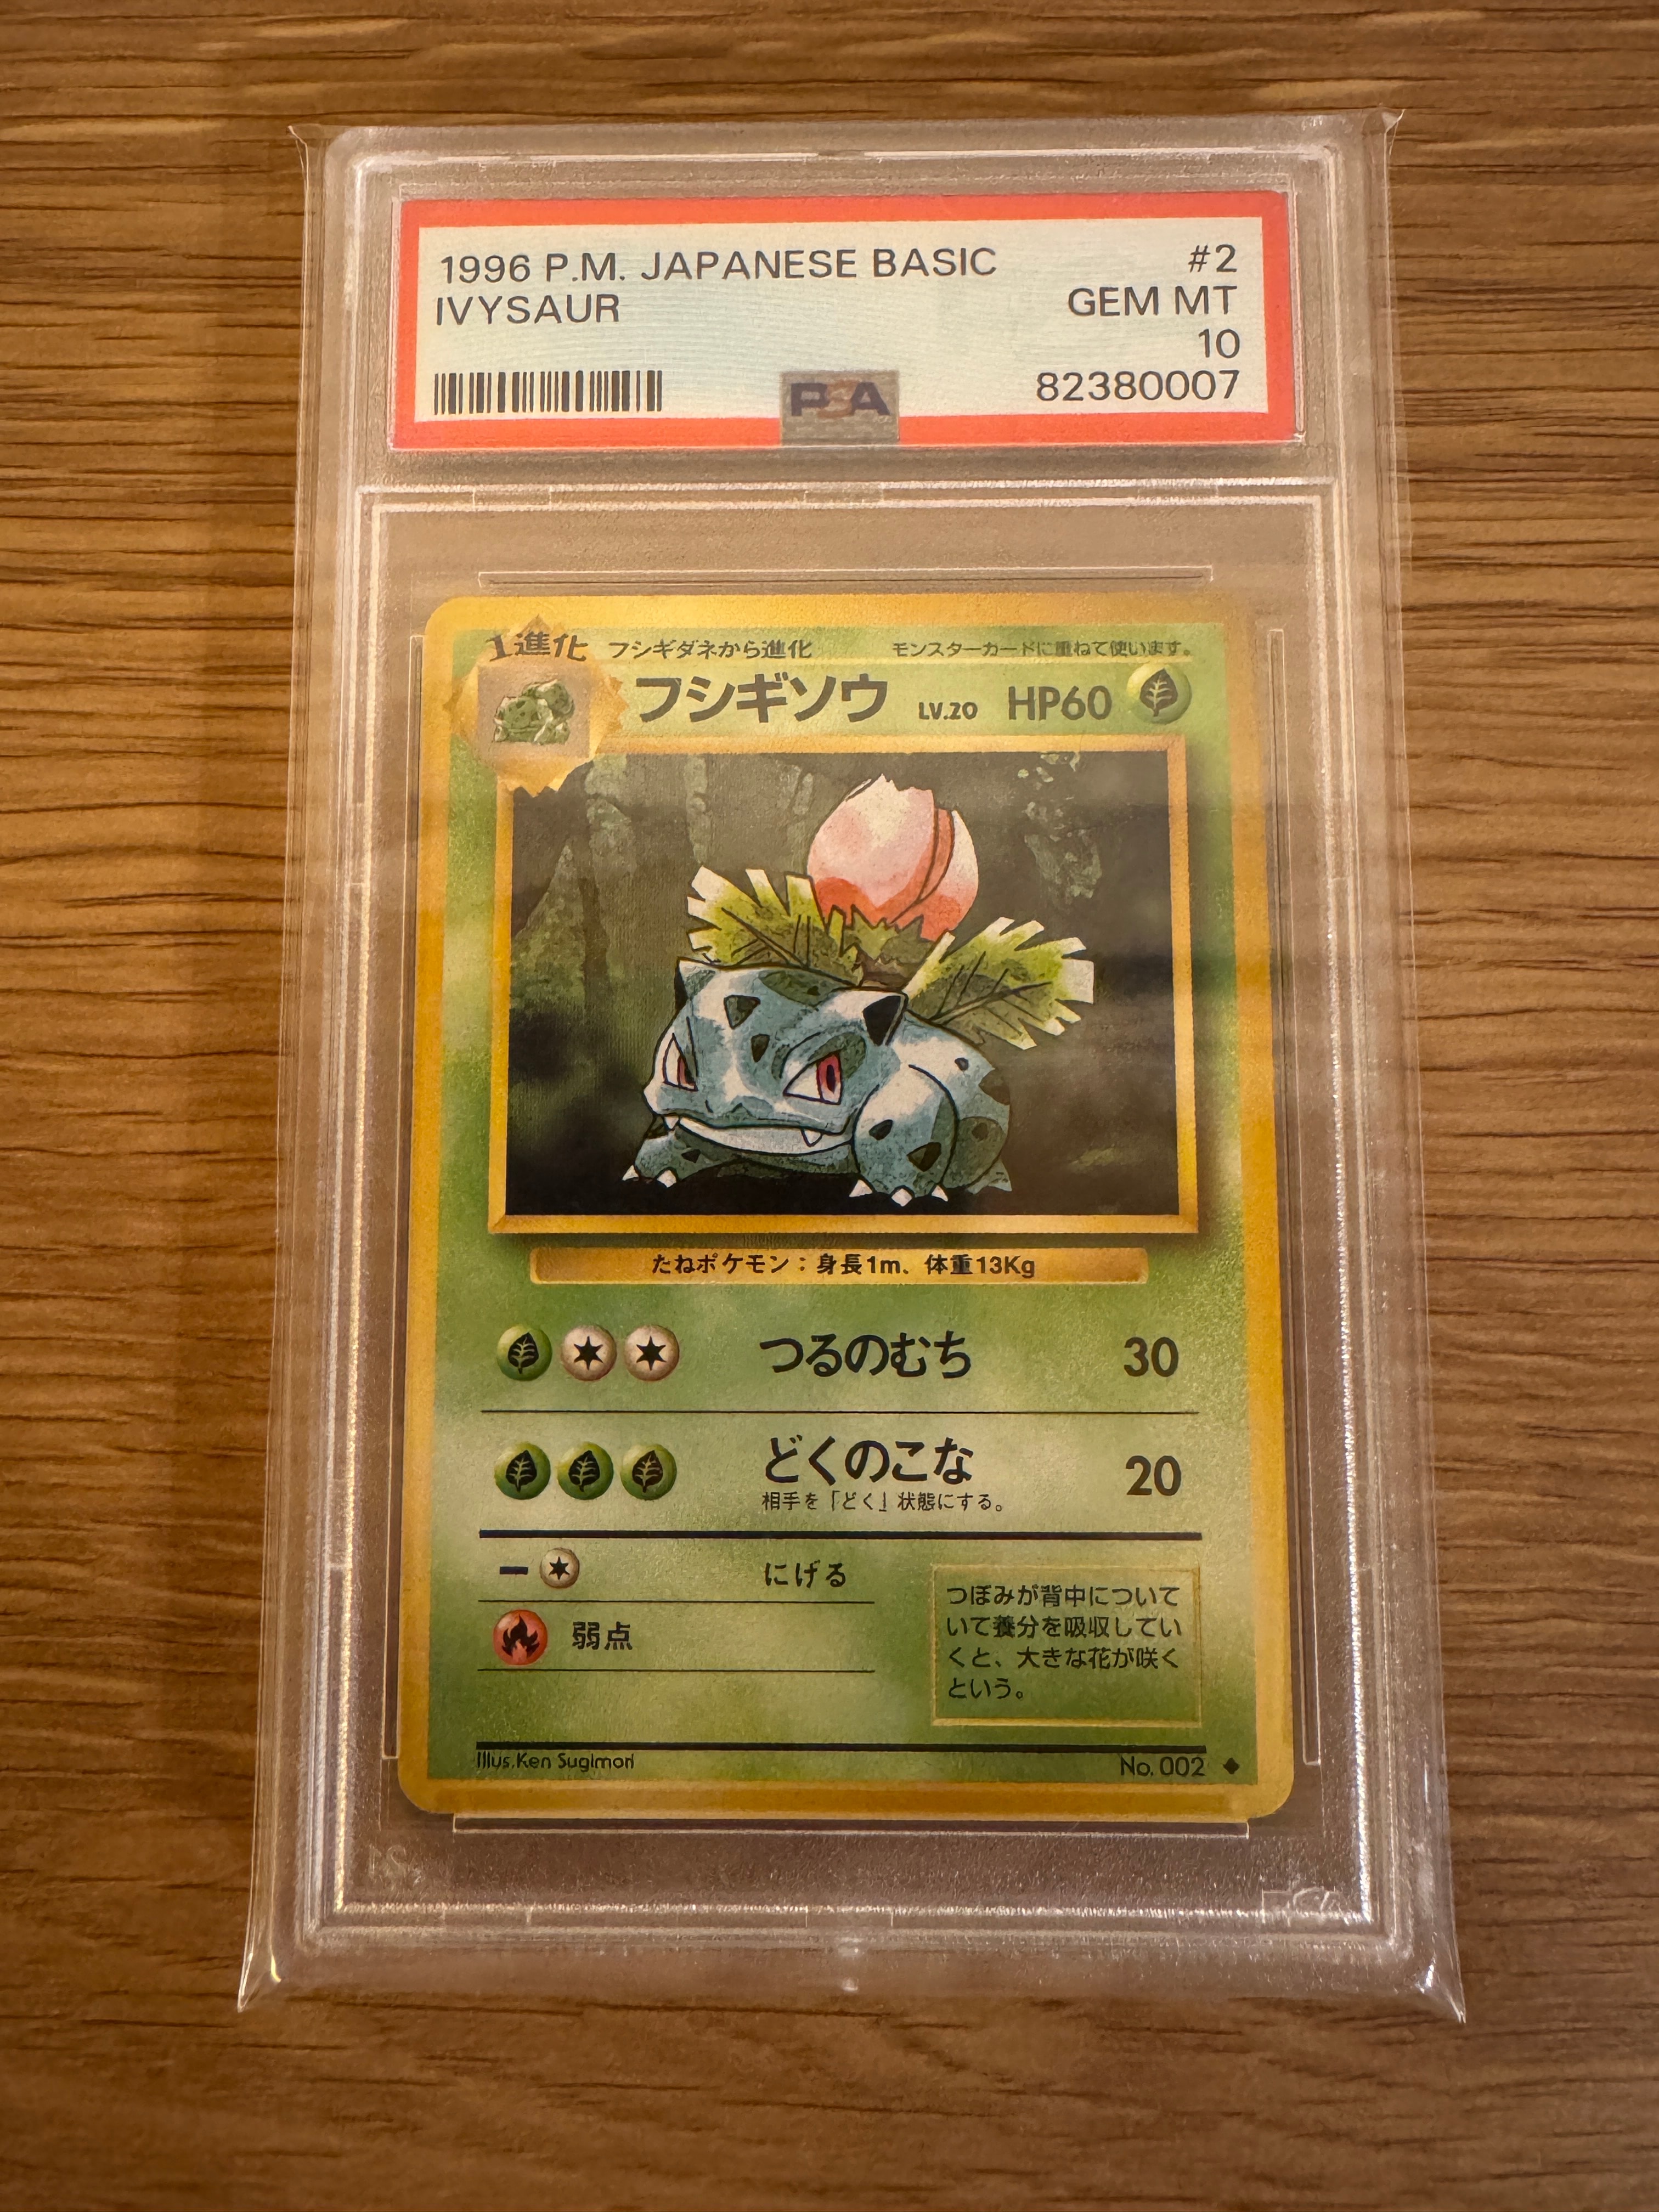 1996 P.M. JAPANESE BASIC #2
IVYSAUR GEM MT
10
PSA 82380007
1進化 フシギダネから進化 モンスターカードに重ねて使います。
フシギソウ LV.20 HP60
たねポケモン：身長1m、体重13Kg
つるのむち 30
どくのこな 20
相手を「どく」状態にする。
にげる
弱点
つぼみが背中について
いて養分を吸収してい
くと、大きな花が咲く
という。
Illus.Ken Sugimori No.002